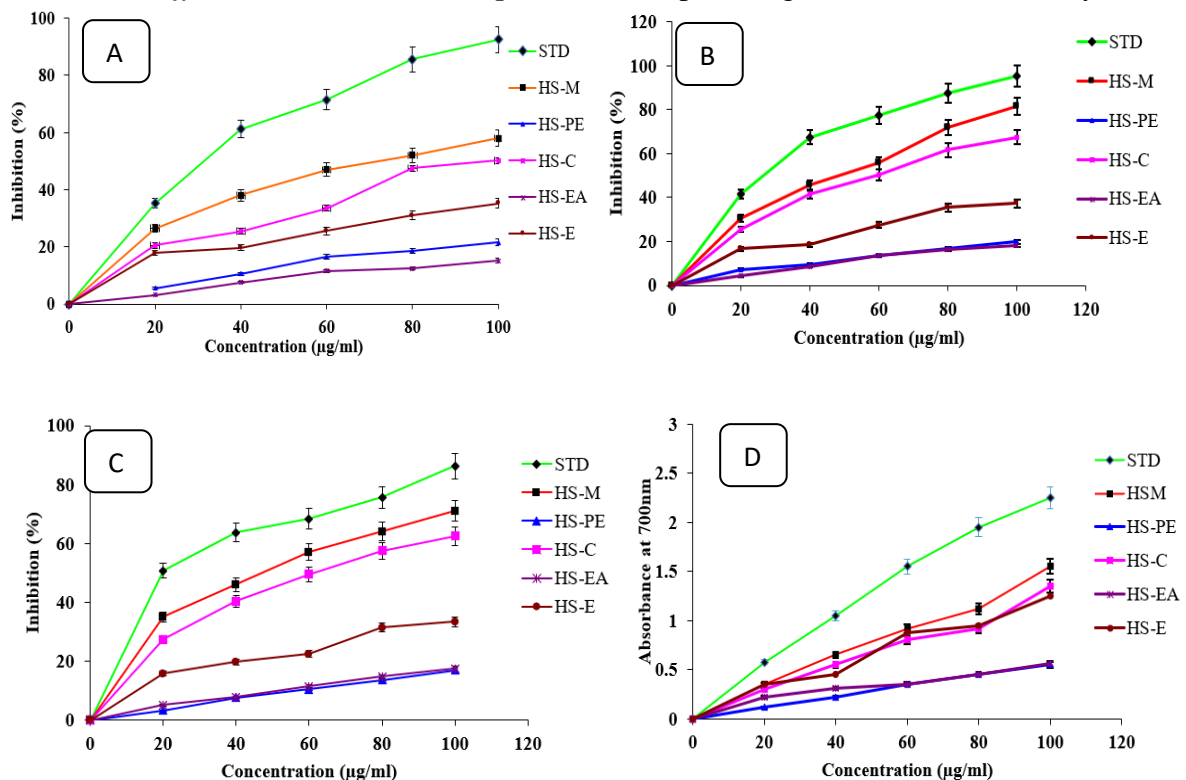 A
Inhibition (%)
100
80
60
40
20
0
0 20 40 60 80 100
Concentration (µg/ml)
STD
HS-M
HS-PE
HS-C
HS-EA
HS-E
B
Inhibition (%)
120
100
80
60
40
20
0
0 20 40 60 80 100 120
Concentration (µg/ml)
STD
HS-M
HS-PE
HS-C
HS-EA
HS-E
C
Inhibition (%)
100
80
60
40
20
0
0 20 40 60 80 100 120
Concentration (µg/ml)
STD
HS-M
HS-PE
HS-C
HS-EA
HS-E
D
Absorbance at 700nm
3
2.5
2
1.5
1
0.5
0
0 20 40 60 80 100 120
Concentration (µg/ml)
STD
HSM
HS-PE
HS-C
HS-EA
HS-E